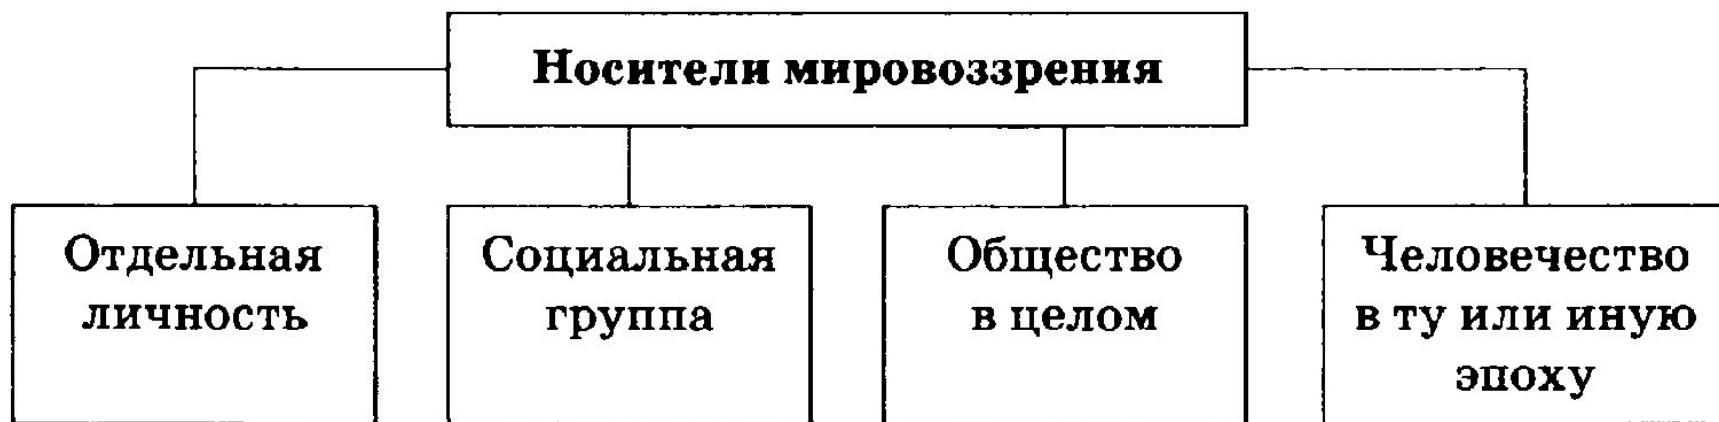 Носители мировоззрения
Отдельная
личность
Социальная
группа
Общество
в целом
Человечество
в ту или иную
эпоху